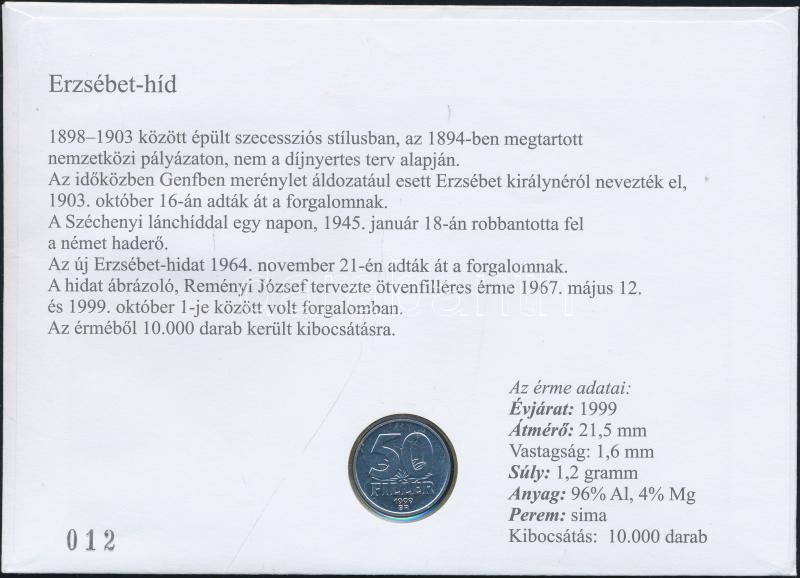 Erzsébet-híd
1898–1903 között épült szecessziós stílusban, az 1894-ben megtartott
nemzetközi pályázaton, nem a díjnyertes terv alapján.
Az időközben Genfben merénylet áldozatául esett Erzsébet királynéról nevezték el,
1903. október 16-án adták át a forgalomnak.
A Széchenyi lánchíddal egy napon, 1945. január 18-án robbantotta fel
a német haderő.
Az új Erzsébet-hidat 1964. november 21-én adták át a forgalomnak.
A hidat ábrázoló, Reményi József tervezte ötvenfilléres érme 1967. május 12.
és 1999. október 1-je között volt forgalomban.
Az érméből 10.000 darab került kibocsátásra.
Az érme adatai:
Évjárat: 1999
Átmérő: 21,5 mm
Vastagság: 1,6 mm
Súly: 1,2 gramm
Anyag: 96% Al, 4% Mg
Perem: sima
Kibocsátás: 10.000 darab
50
FILLÉR
1999
BP.
012